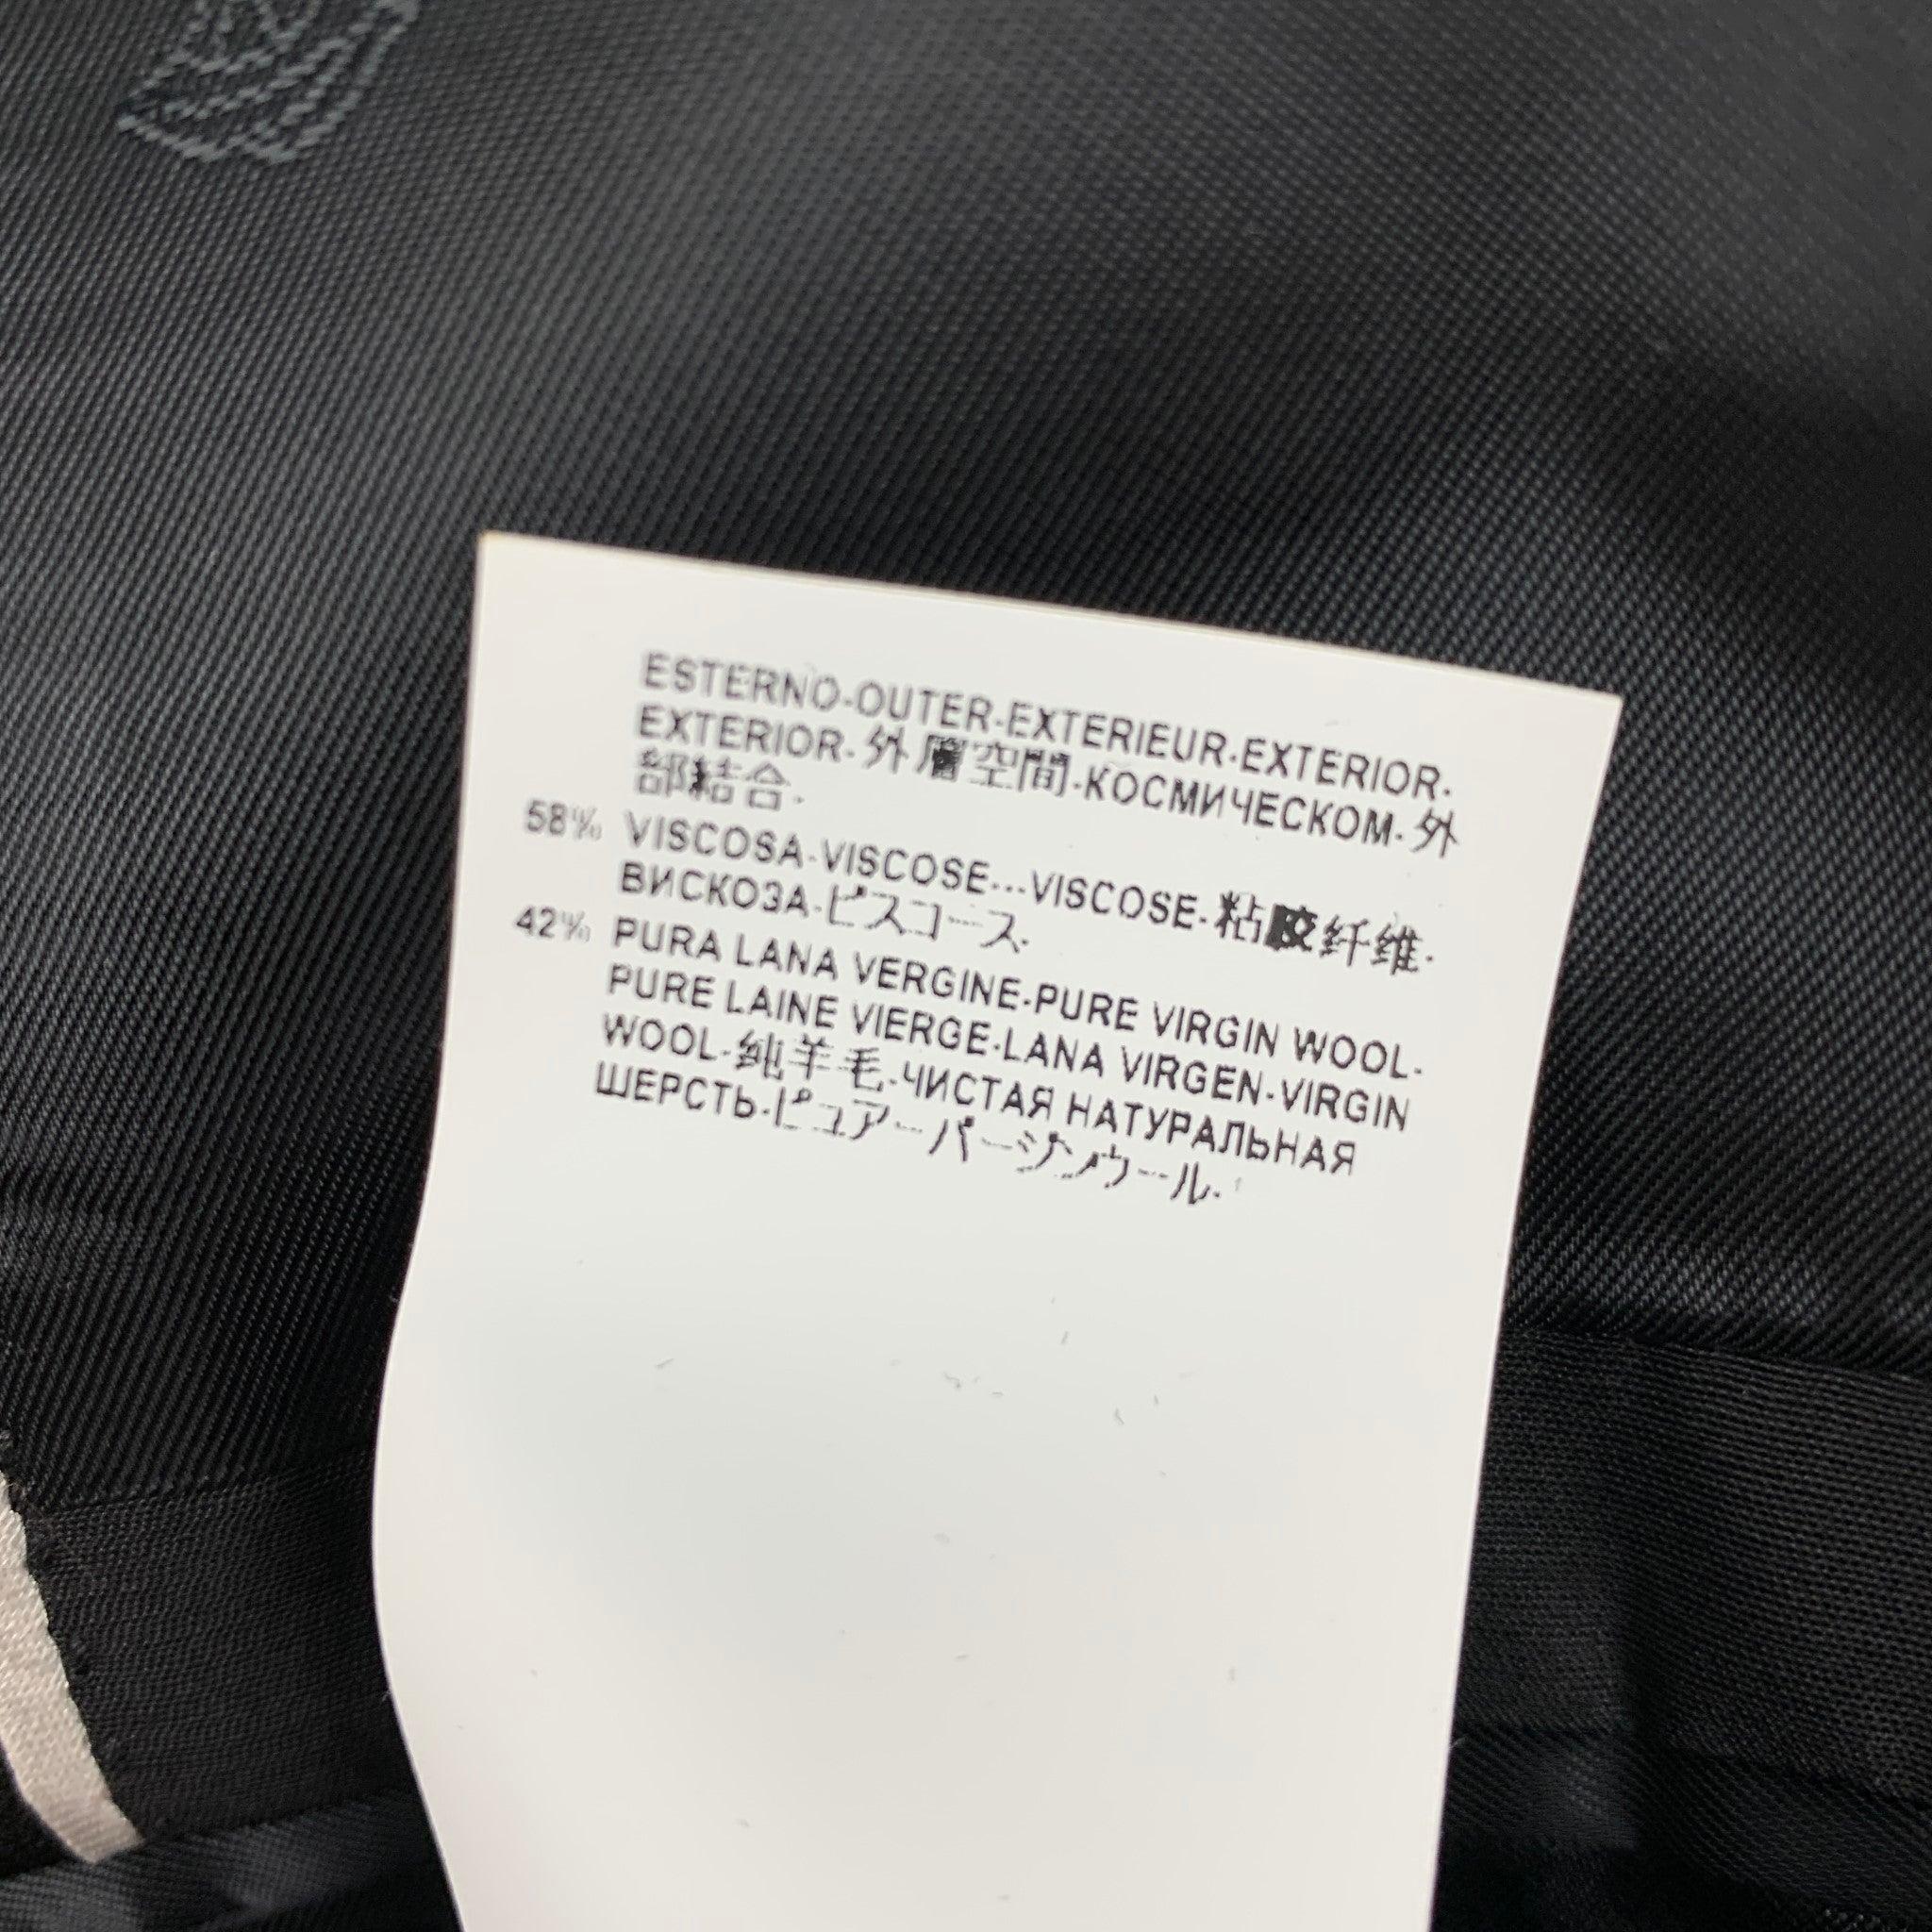 ESTERNO-OUTER-EXTERIEUR-EXTERIOR-
EXTERIOR-外層空間-КОСМИЧЕСКОМ-外
部結合-
58% VISCOSA-VISCOSE---VISCOSE-粘胶纤维-
ВИСКОЗА-ビスコース-
42% PURA LANA VERGINE-PURE VIRGIN WOOL-
PURE LAINE VIERGE-LANA VIRGEN-VIRGIN
WOOL-纯羊毛-ЧИСТАЯ НАТУРАЛЬНАЯ
ШЕРСТЬ-ピュアーバージンウール-